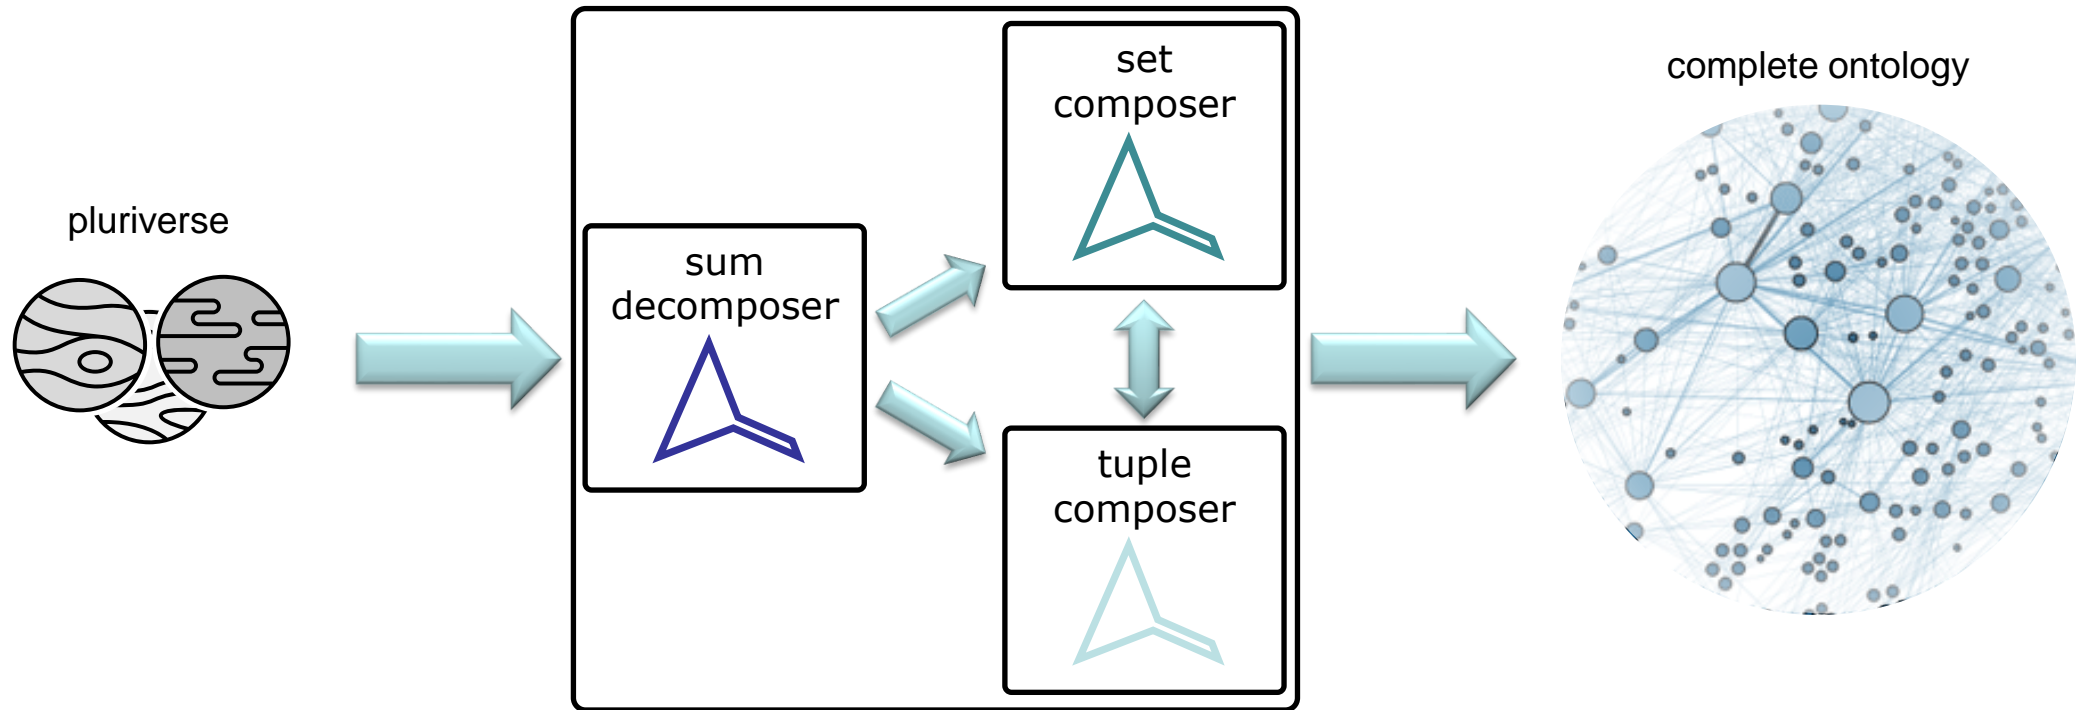 pluriverse
sum
decomposer
set
composer
tuple
composer
complete ontology